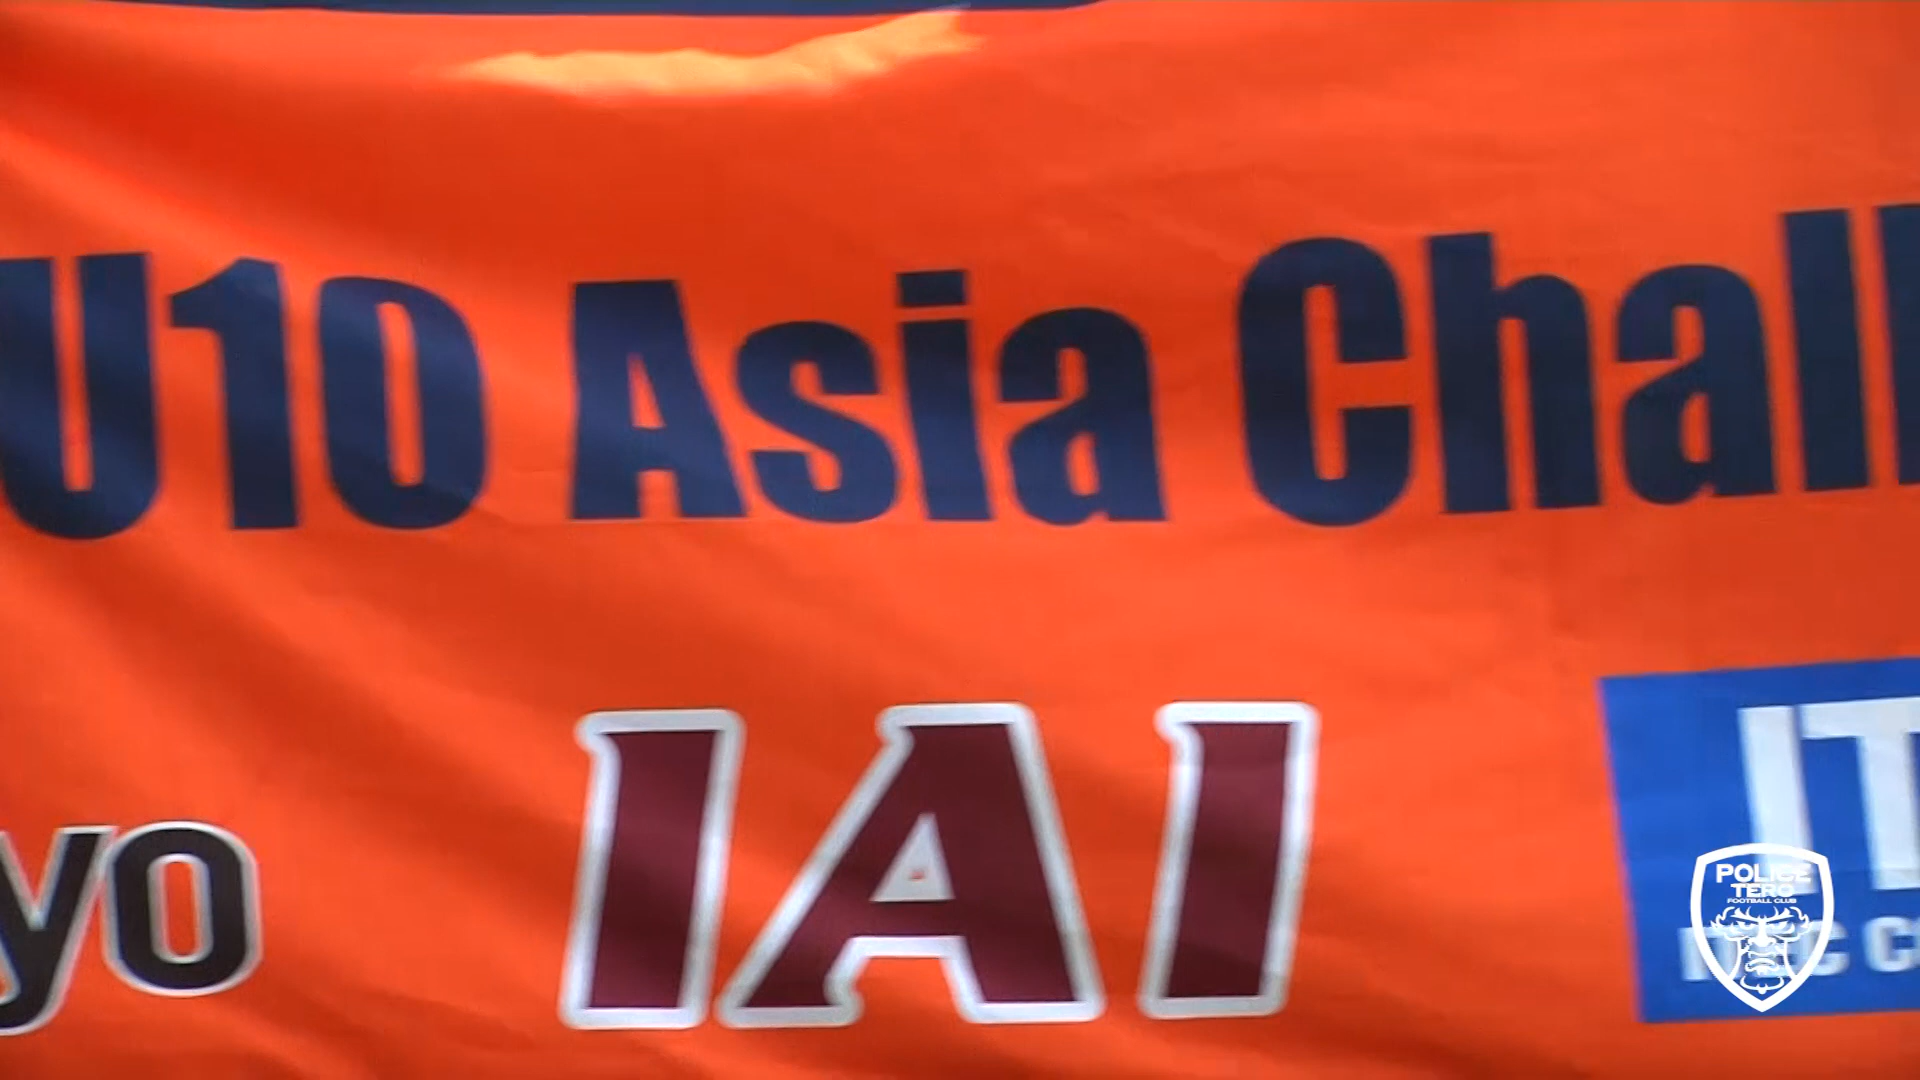 U10 Asia Chall
yo
IAI
IT
POLICE
TERO
FOOTBALL CLUB